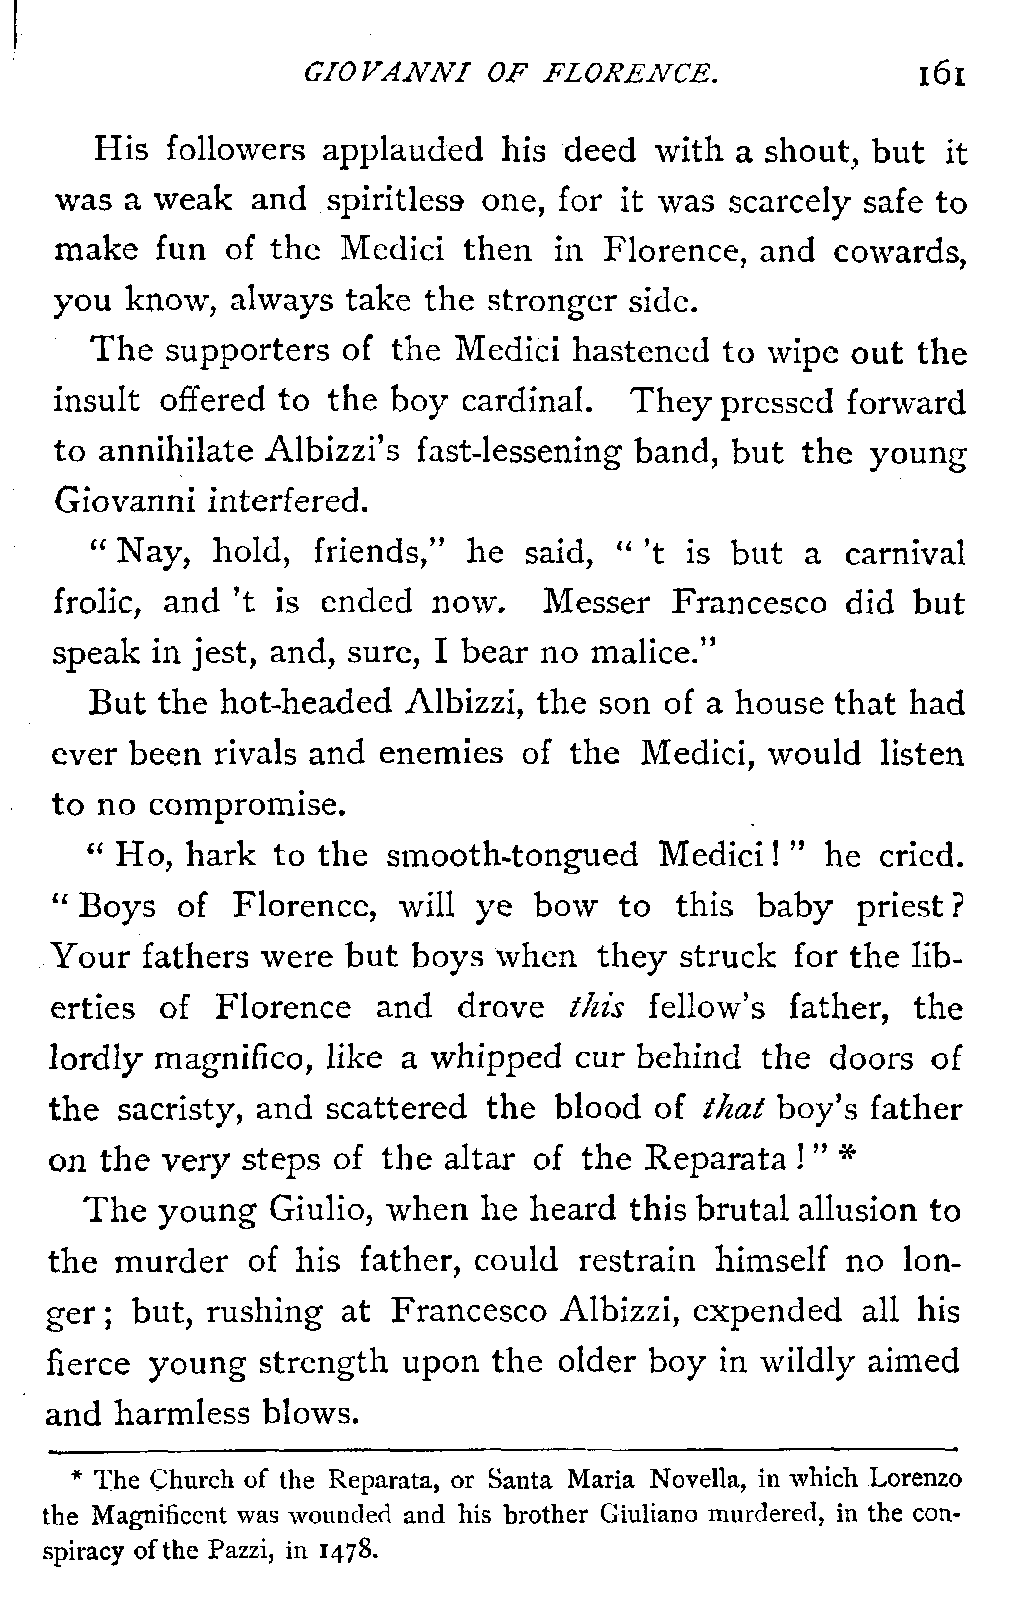 GIOVANNI OF FLORENCE. 161
His followers applauded his deed with a shout, but it
was a weak and spiritless one, for it was scarcely safe to
make fun of the Medici then in Florence, and cowards,
you know, always take the stronger side.
The supporters of the Medici hastened to wipe out the
insult offered to the boy cardinal. They pressed forward
to annihilate Albizzi's fast-lessening band, but the young
Giovanni interfered.
" Nay, hold, friends," he said, " 't is but a carnival
frolic, and 't is ended now. Messer Francesco did but
speak in jest, and, sure, I bear no malice."
But the hot-headed Albizzi, the son of a house that had
ever been rivals and enemies of the Medici, would listen
to no compromise.
" Ho, hark to the smooth-tongued Medici ! " he cried.
" Boys of Florence, will ye bow to this baby priest ?
Your fathers were but boys when they struck for the lib-
erties of Florence and drove this fellow's father, the
lordly magnifico, like a whipped cur behind the doors of
the sacristy, and scattered the blood of that boy's father
on the very steps of the altar of the Reparata ! " *
The young Giulio, when he heard this brutal allusion to
the murder of his father, could restrain himself no lon-
ger ; but, rushing at Francesco Albizzi, expended all his
fierce young strength upon the older boy in wildly aimed
and harmless blows.
* The Church of the Reparata, or Santa Maria Novella, in which Lorenzo
the Magnificent was wounded and his brother Giuliano murdered, in the con-
spiracy of the Pazzi, in 1478.